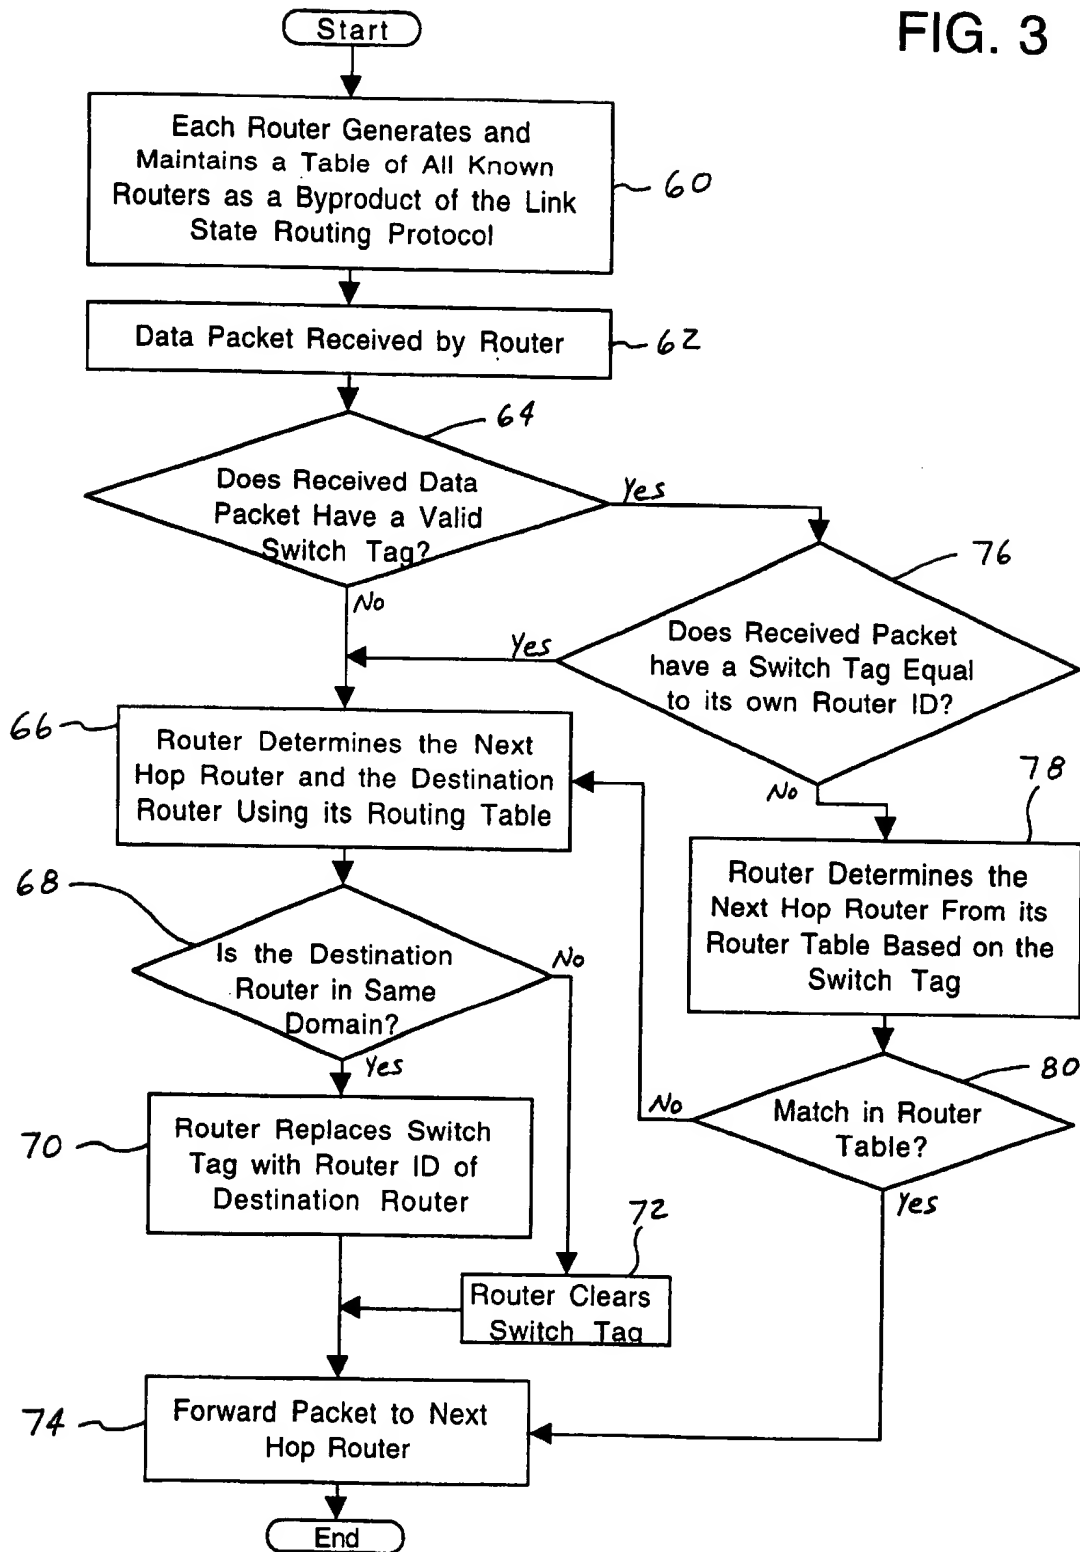 FIG. 3
Start
Each Router Generates and
Maintains a Table of All Known
Routers as a Byproduct of the Link
State Routing Protocol
60
Data Packet Received by Router
62
64
Does Received Data
Packet Have a Valid
Switch Tag?
Yes
No
76
Does Received Packet
have a Switch Tag Equal
to its own Router ID?
Yes
No
66
Router Determines the Next
Hop Router and the Destination
Router Using its Routing Table
78
Router Determines the
Next Hop Router From its
Router Table Based on the
Switch Tag
68
Is the Destination
Router in Same
Domain?
No
Yes
80
Match in Router
Table?
No
Yes
70
Router Replaces Switch
Tag with Router ID of
Destination Router
72
Router Clears
Switch Tag
74
Forward Packet to Next
Hop Router
End